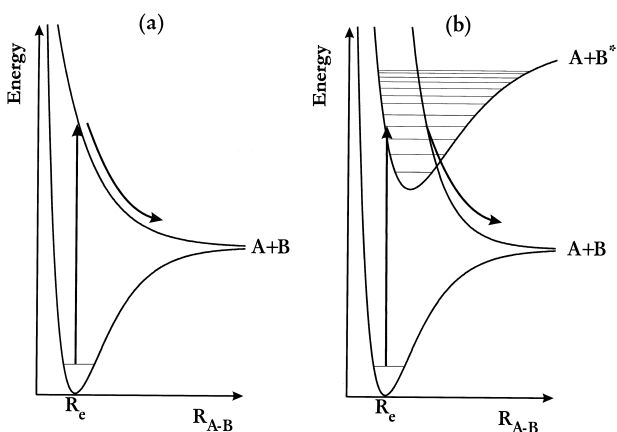 (a)
Energy
A+B
Re
RA-B
(b)
Energy
A+B*
A+B
Re
RA-B